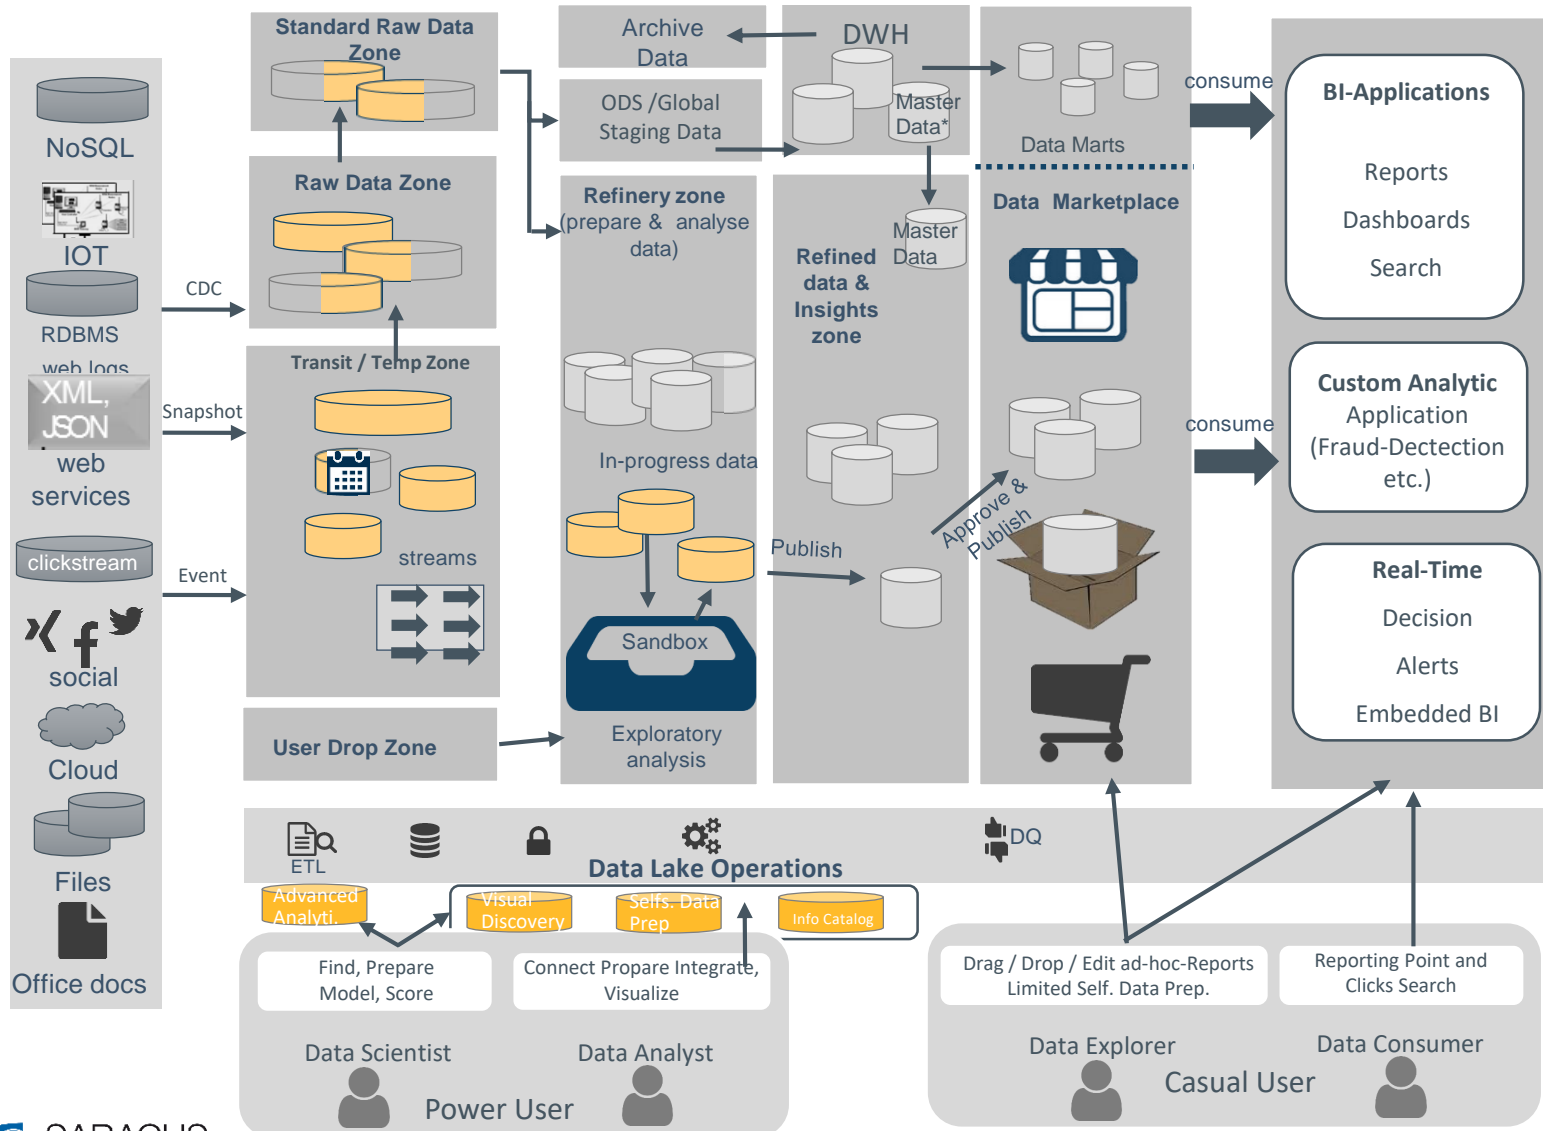 NoSQL
IOT
RDBMS
web logs
XML,
JSON
web
services
clickstream
social
Cloud
Files
Office docs
CDC
Snapshot
Event
Standard Raw Data
Zone
Raw Data Zone
Transit / Temp Zone
streams
User Drop Zone
Archive
Data
ODS /Global
Staging Data
DWH
Master
Data*
Refinery zone
(prepare & analyse
data)
In-progress data
Sandbox
Exploratory
analysis
Publish
Master
Data
Refined
data &
Insights
zone
Approve &
Publish
Data Marts
Data Marketplace
consume
consume
BI-Applications
Reports
Dashboards
Search
Custom Analytic
Application
(Fraud-Dectection
etc.)
Real-Time
Decision
Alerts
Embedded BI
ETL
DQ
Data Lake Operations
Advanced
Analyti.
Visual
Discovery
Selfs. Data
Prep
Info Catalog
Find, Prepare
Model, Score
Connect Propare Integrate,
Visualize
Data Scientist
Data Analyst
Power User
Drag / Drop / Edit ad-hoc-Reports
Limited Self. Data Prep.
Reporting Point and
Clicks Search
Data Explorer
Data Consumer
Casual User